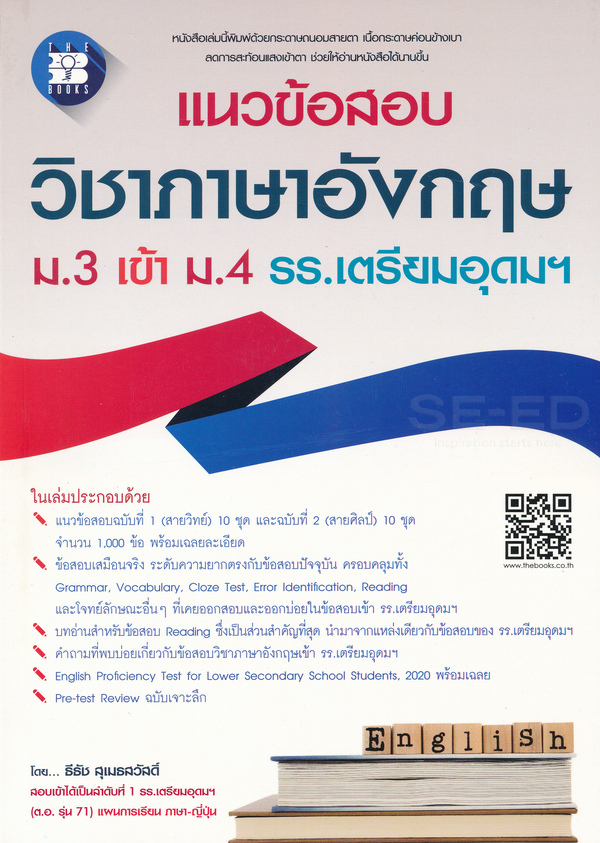 THE
BOOKS
หนังสือเล่มนี้พิมพ์ด้วยกระดาษถนอมสายตา เนื้อกระดาษค่อนข้างเบา
ลดการสะท้อนแสงเข้าตา ช่วยให้อ่านหนังสือได้นานขึ้น
แนวข้อสอบ
วิชาภาษาอังกฤษ
ม.3 เข้า ม.4 รร.เตรียมอุดมฯ
SE-ED
inspiration starts here
ในเล่มประกอบด้วย
แนวข้อสอบฉบับที่ 1 (สายวิทย์) 10 ชุด และฉบับที่ 2 (สายศิลป์) 10 ชุด
จำนวน 1,000 ข้อ พร้อมเฉลยละเอียด
ข้อสอบเสมือนจริง ระดับความยากตรงกับข้อสอบปัจจุบัน ครอบคลุมทั้ง
Grammar, Vocabulary, Cloze Test, Error Identification, Reading
และโจทย์ลักษณะอื่นๆ ที่เคยออกสอบและออกบ่อยในข้อสอบเข้า รร.เตรียมอุดมฯ
บทอ่านสำหรับข้อสอบ Reading ซึ่งเป็นส่วนสำคัญที่สุด นำมาจากแหล่งเดียวกับข้อสอบของ รร.เตรียมอุดมฯ
คำถามที่พบบ่อยเกี่ยวกับข้อสอบวิชาภาษาอังกฤษเข้า รร.เตรียมอุดมฯ
English Proficiency Test for Lower Secondary School Students, 2020 พร้อมเฉลย
Pre-test Review ฉบับเจาะลึก
www.thebooks.co.th
English
โดย... ธีธัช สุเมธสวัสดิ์
สอบเข้าได้เป็นลำดับที่ 1 รร.เตรียมอุดมฯ
(ต.อ. รุ่น 71) แผนการเรียน ภาษา-ญี่ปุ่น